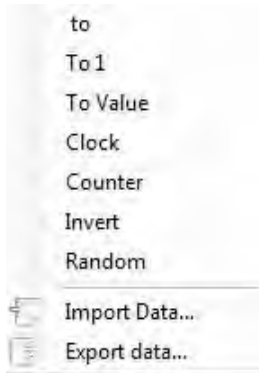 to
To 1
To Value
Clock
Counter
Invert
Random
Import Data...
Export data...